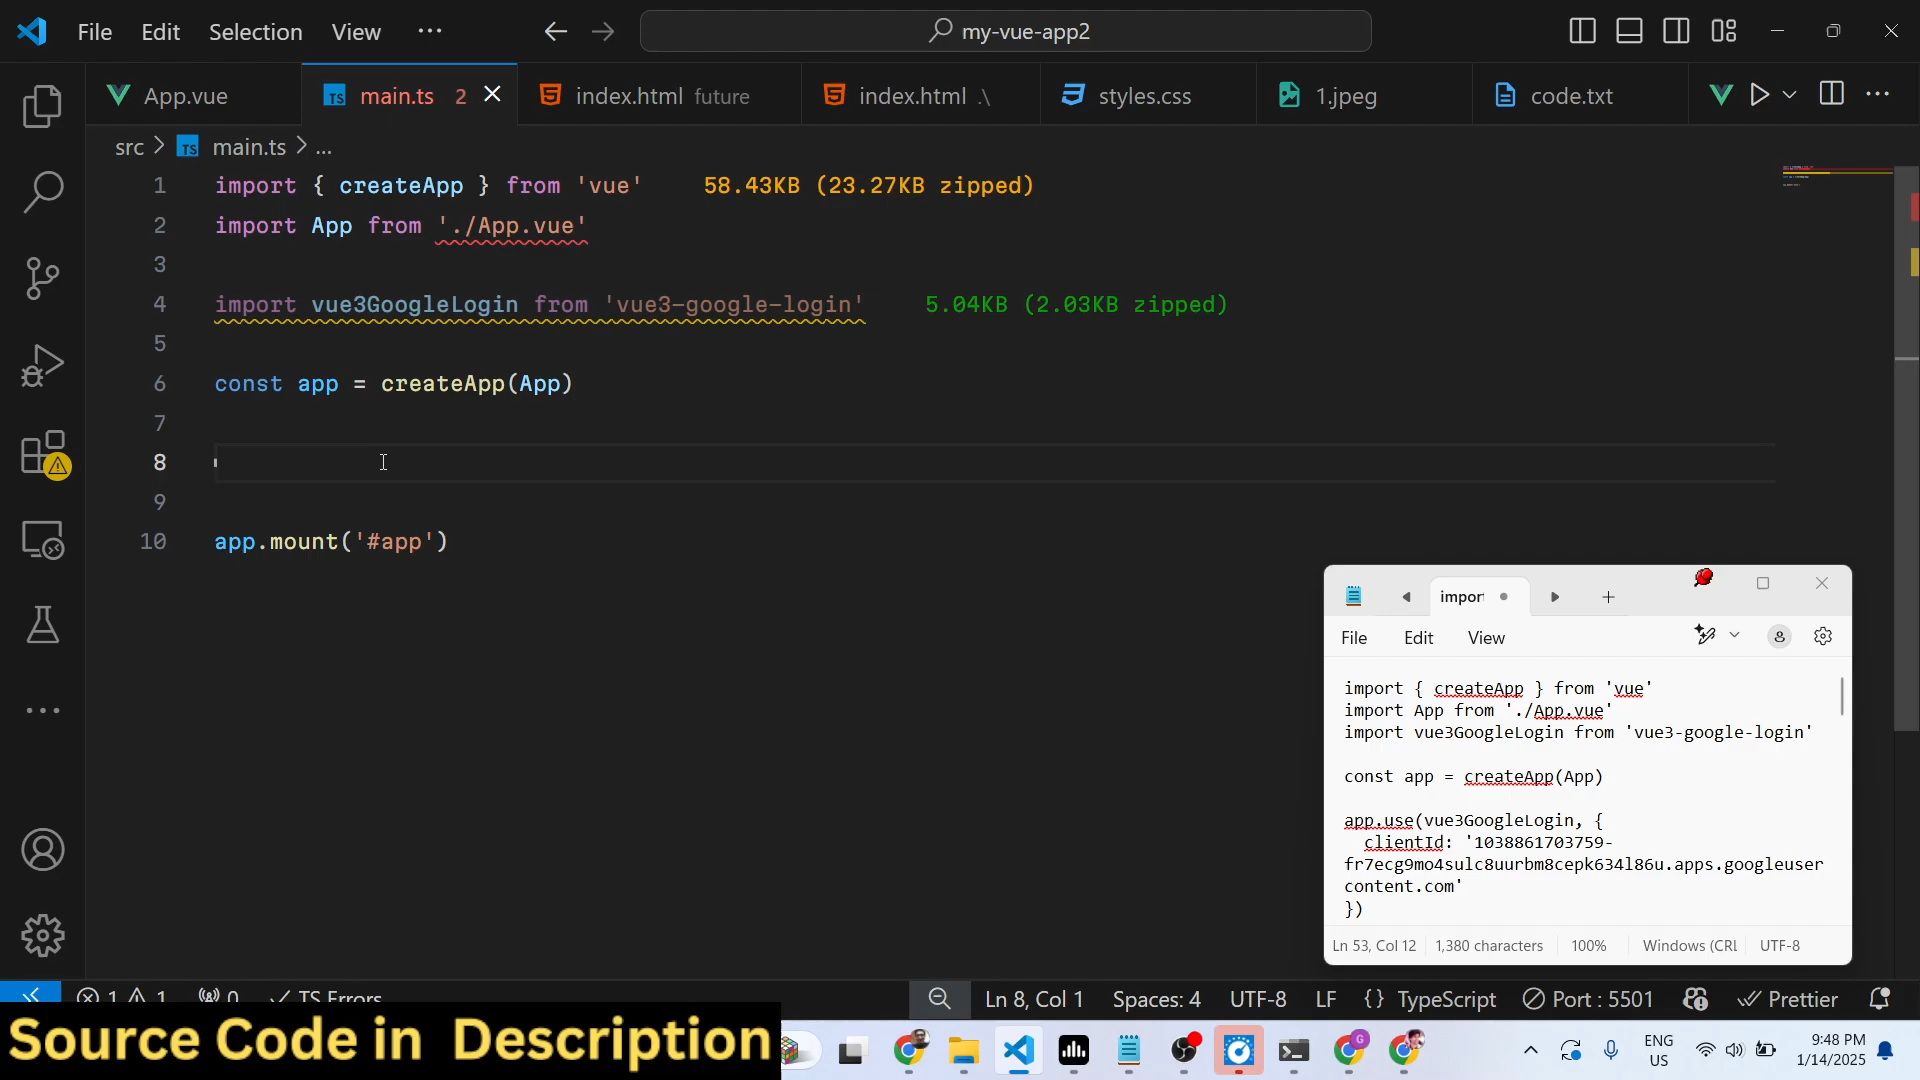 File Edit Selection View ···
my-vue-app2
App.vue
main.ts 2
index.html future
index.html .\
styles.css
1.jpeg
code.txt
src > main.ts > ...
1 import { createApp } from 'vue' 58.43KB (23.27KB zipped)
2 import App from './App.vue'
3
4 import vue3GoogleLogin from 'vue3-google-login' 5.04KB (2.03KB zipped)
5
6 const app = createApp(App)
7
8
9
10 app.mount('#app')
import
File Edit View
import { createApp } from 'vue'
import App from './App.vue'
import vue3GoogleLogin from 'vue3-google-login'
const app = createApp(App)
app.use(vue3GoogleLogin, {
clientId: '1038861703759-
fr7ecg9mo4sulc8uurbm8cepk634l86u.apps.googleuser
content.com'
})
Ln 53, Col 12 1,380 characters 100% Windows (CRL UTF-8
1 1 0 TS Errors
Ln 8, Col 1 Spaces: 4 UTF-8 LF {} TypeScript Port : 5501 Prettier
Source Code in Description
ENG
US
9:48 PM
1/14/2025